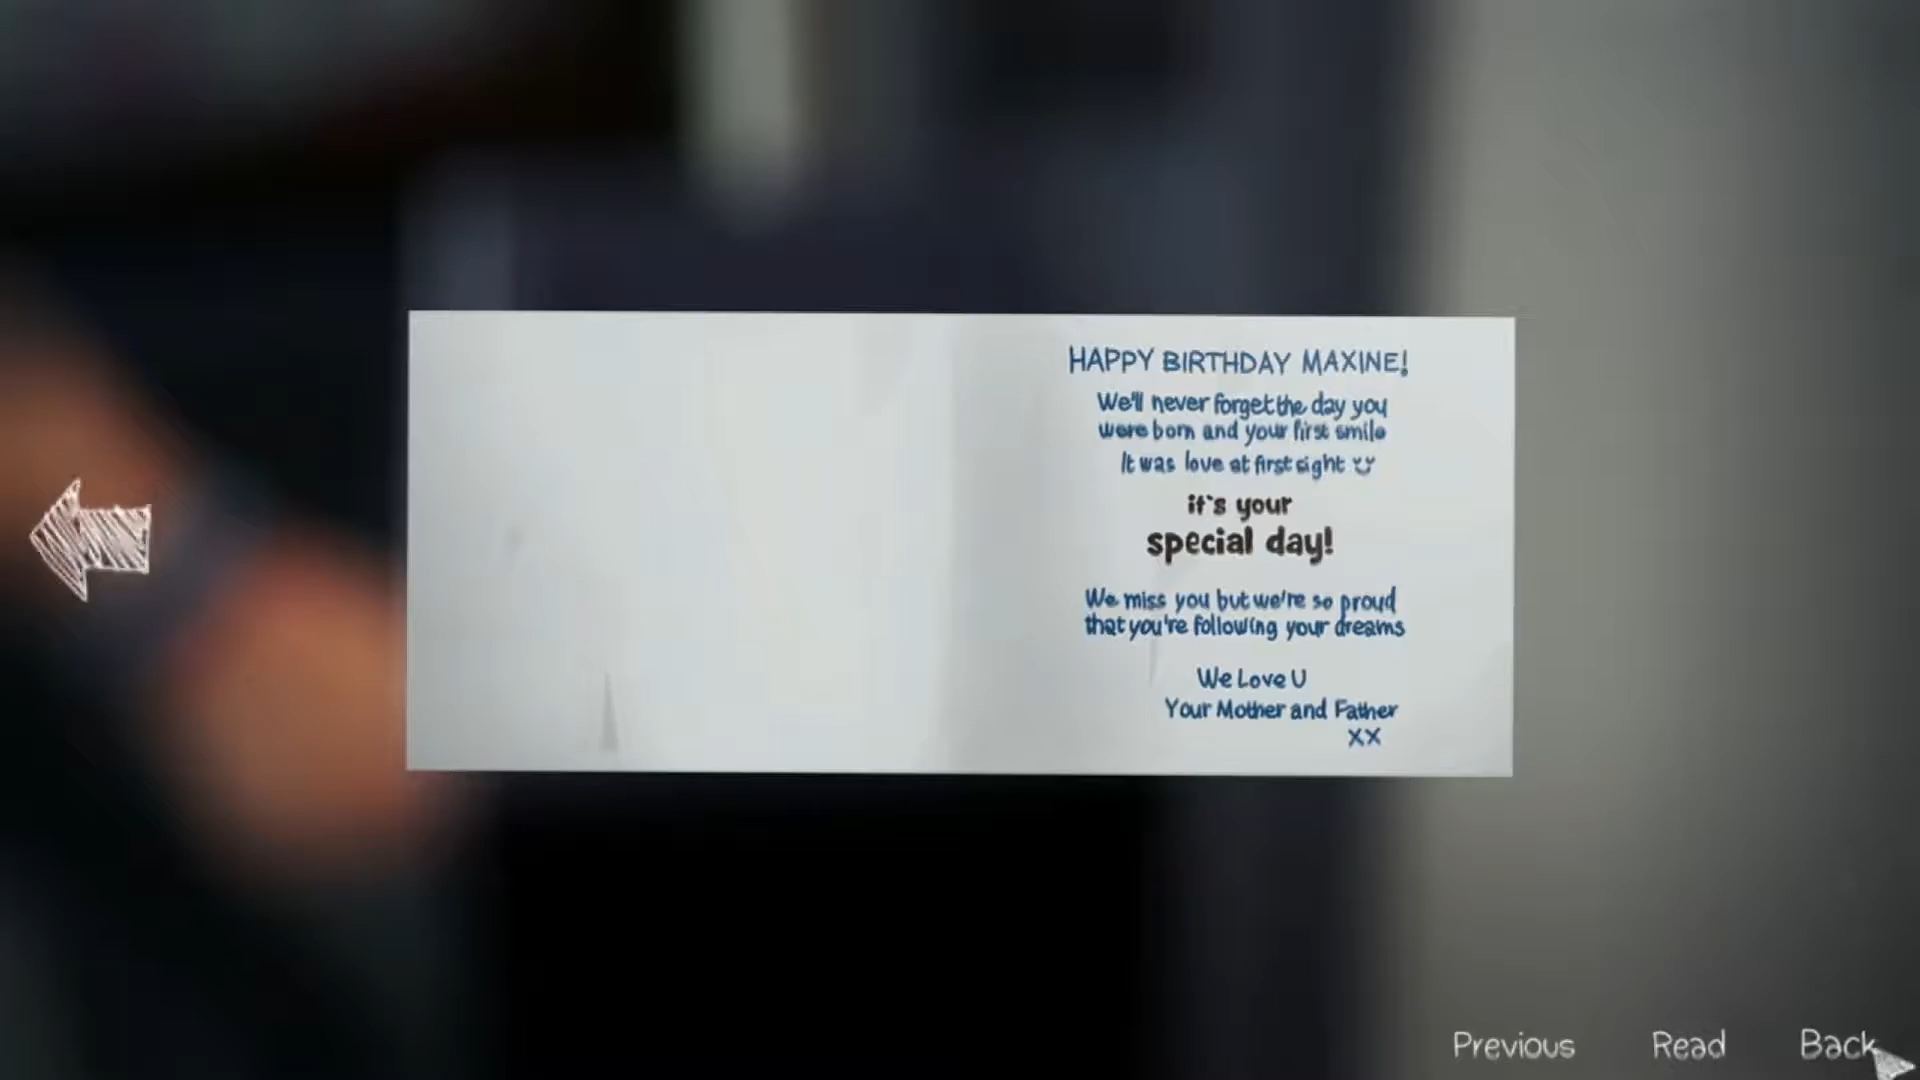 HAPPY BIRTHDAY MAXINE!
We'll never forget the day you
were born and your first smile
It was love at first sight
it's your
special day!
We miss you but we're so proud
that you're following your dreams
We Love U
Your Mother and Father
XX
Previous
Read
Back